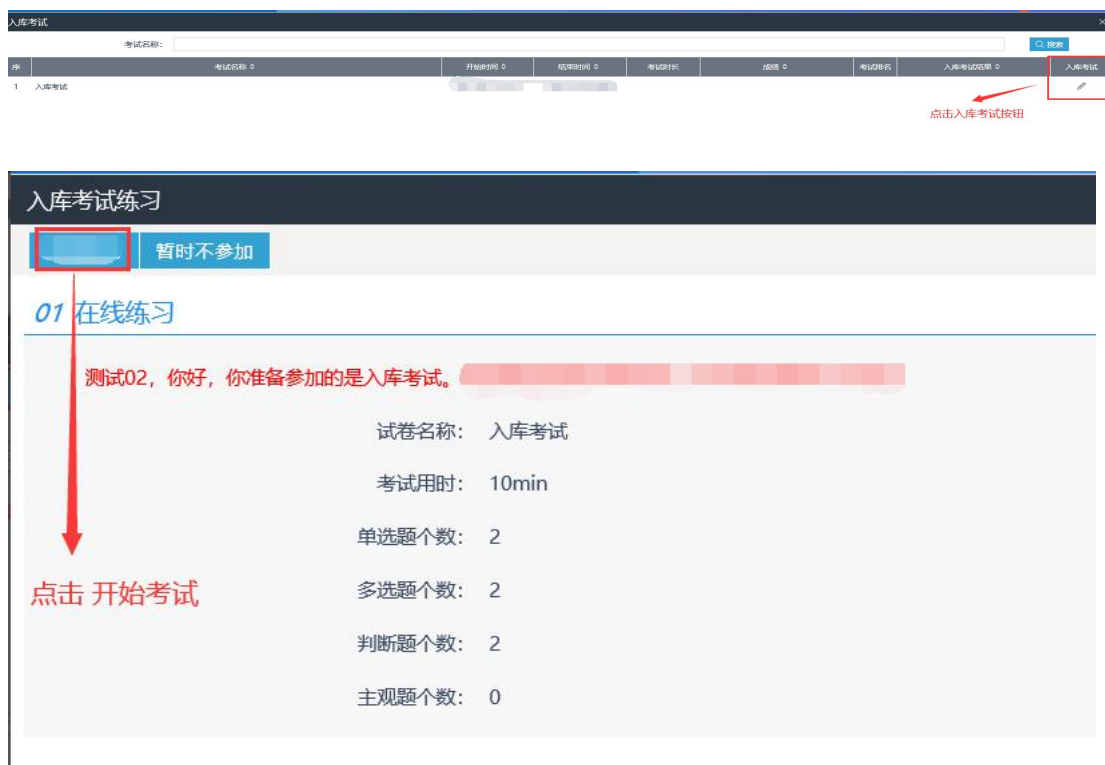 入库考试
考试名称： 搜索
序 考试名称 开始时间 结束时间 考试时长 成绩 考试排名 入库考试结果 入库考试
1 入库考试
点击入库考试按钮
入库考试练习
暂时不参加
01 在线练习
测试02，你好，你准备参加的是入库考试。
试卷名称： 入库考试
考试用时： 10min
单选题个数： 2
点击 开始考试
多选题个数： 2
判断题个数： 2
主观题个数： 0